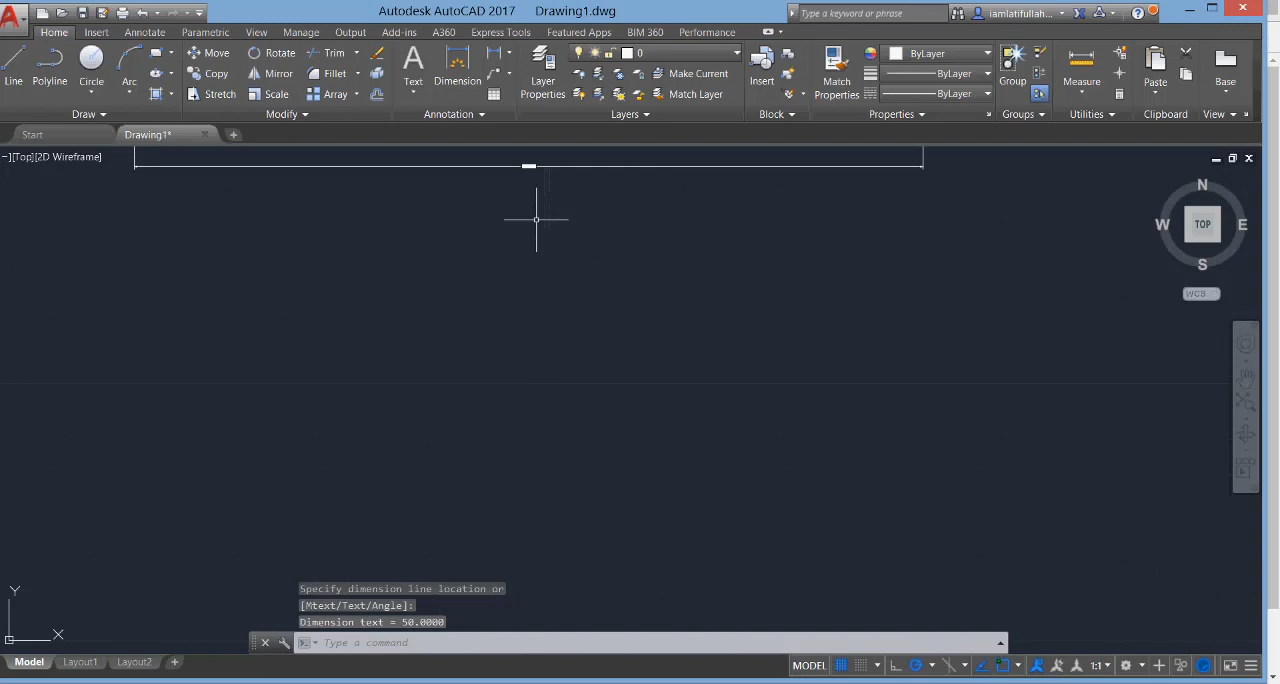 Autodesk AutoCAD 2017 Drawing1.dwg
Type a keyword or phrase
iamlatifullah...
Home Insert Annotate Parametric View Manage Output Add-ins A360 Express Tools Featured Apps BIM 360 Performance
Line
Polyline
Circle
Arc
Move
Copy
Stretch
Rotate
Mirror
Scale
Trim
Fillet
Array
Text
Dimension
Layer
Properties
0
Make Current
Match Layer
Insert
Match
Properties
ByLayer
ByLayer
ByLayer
Group
Measure
Paste
Base
Draw Modify Annotation Layers Block Properties Groups Utilities Clipboard View
Start Drawing1*
−][Top][2D Wireframe]
N
W TOP E
S
WCS
Y
X
Specify dimension line location or
[Mtext/Text/Angle]:
Dimension text = 50.0000
Type a command
Model Layout1 Layout2 +
MODEL 1:1